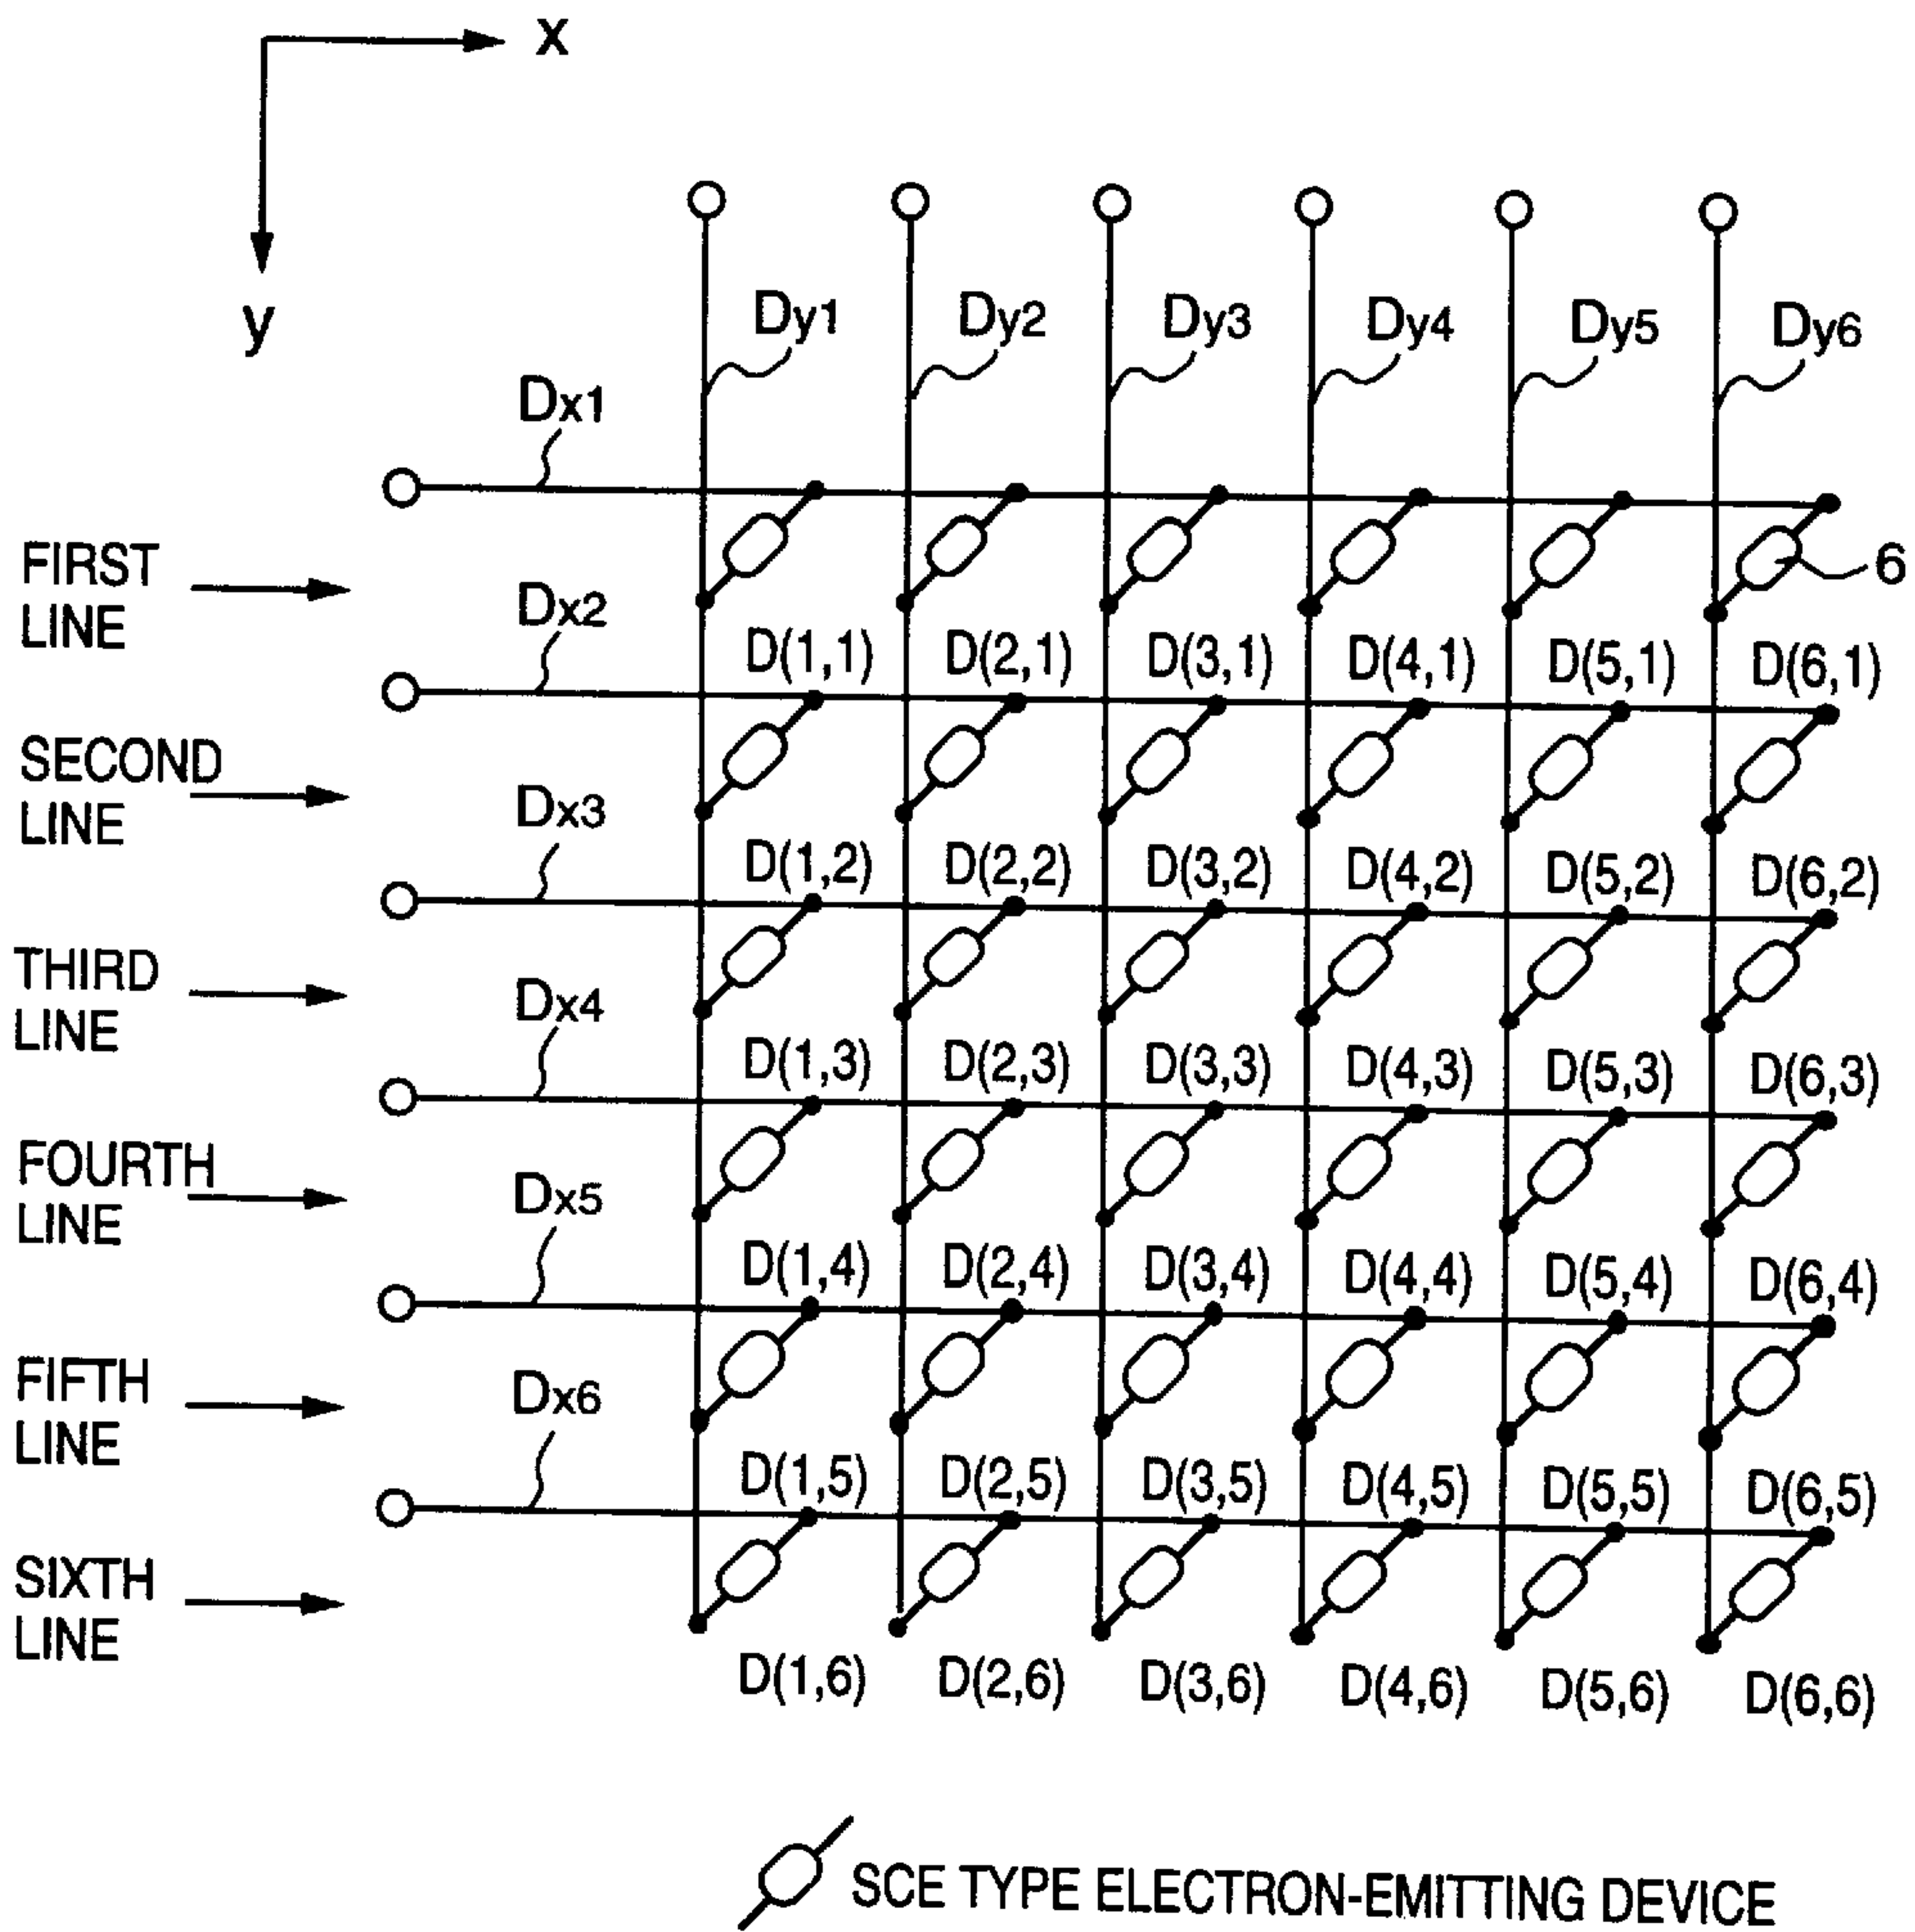 x
y
Dy1 Dy2 Dy3 Dy4 Dy5 Dy6
Dx1
FIRST
LINE
6
Dx2
D(1,1) D(2,1) D(3,1) D(4,1) D(5,1) D(6,1)
SECOND
LINE
Dx3
D(1,2) D(2,2) D(3,2) D(4,2) D(5,2) D(6,2)
THIRD
LINE
Dx4
D(1,3) D(2,3) D(3,3) D(4,3) D(5,3) D(6,3)
FOURTH
LINE
Dx5
D(1,4) D(2,4) D(3,4) D(4,4) D(5,4) D(6,4)
FIFTH
LINE
Dx6
D(1,5) D(2,5) D(3,5) D(4,5) D(5,5) D(6,5)
SIXTH
LINE
D(1,6) D(2,6) D(3,6) D(4,6) D(5,6) D(6,6)
SCE TYPE ELECTRON-EMITTING DEVICE